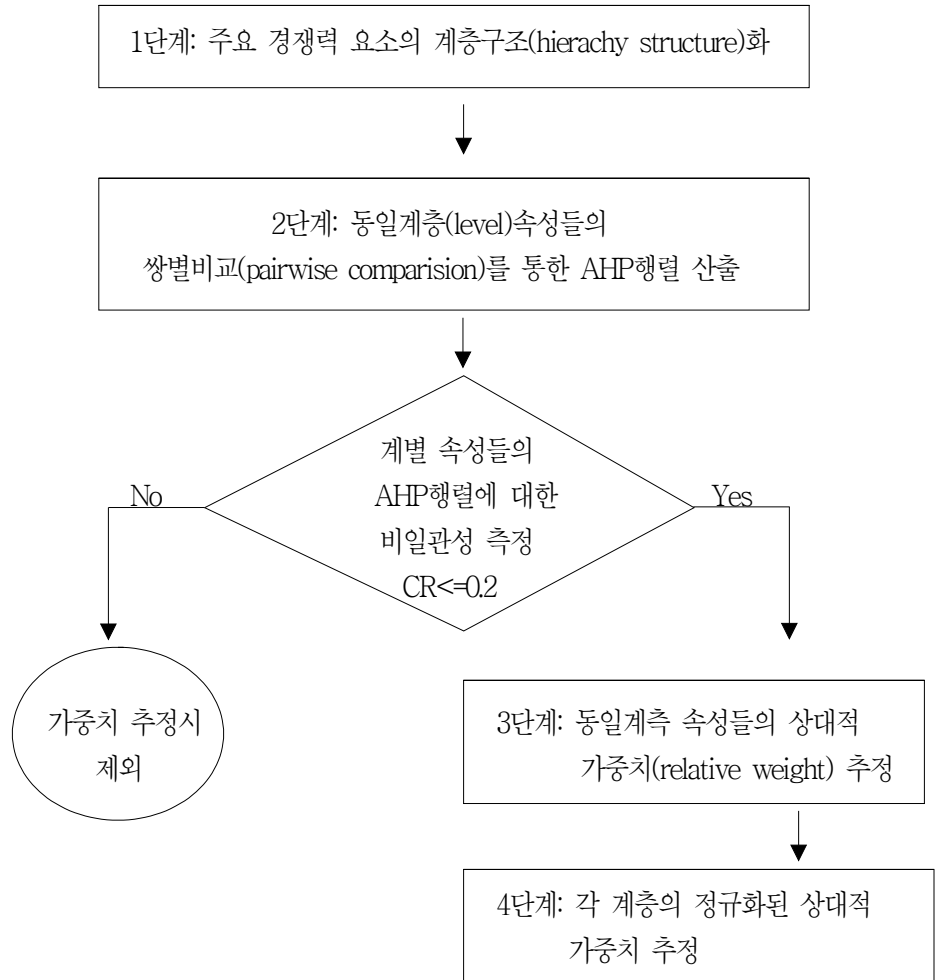 1단계: 주요 경쟁력 요소의 계층구조(hierachy structure)화
2단계: 동일계층(level)속성들의
쌍별비교(pairwise comparision)를 통한 AHP행렬 산출
계별 속성들의
AHP행렬에 대한
비일관성 측정
CR<=0.2
No
Yes
가중치 추정시
제외
3단계: 동일계측 속성들의 상대적
가중치(relative weight) 추정
4단계: 각 계층의 정규화된 상대적
가중치 추정